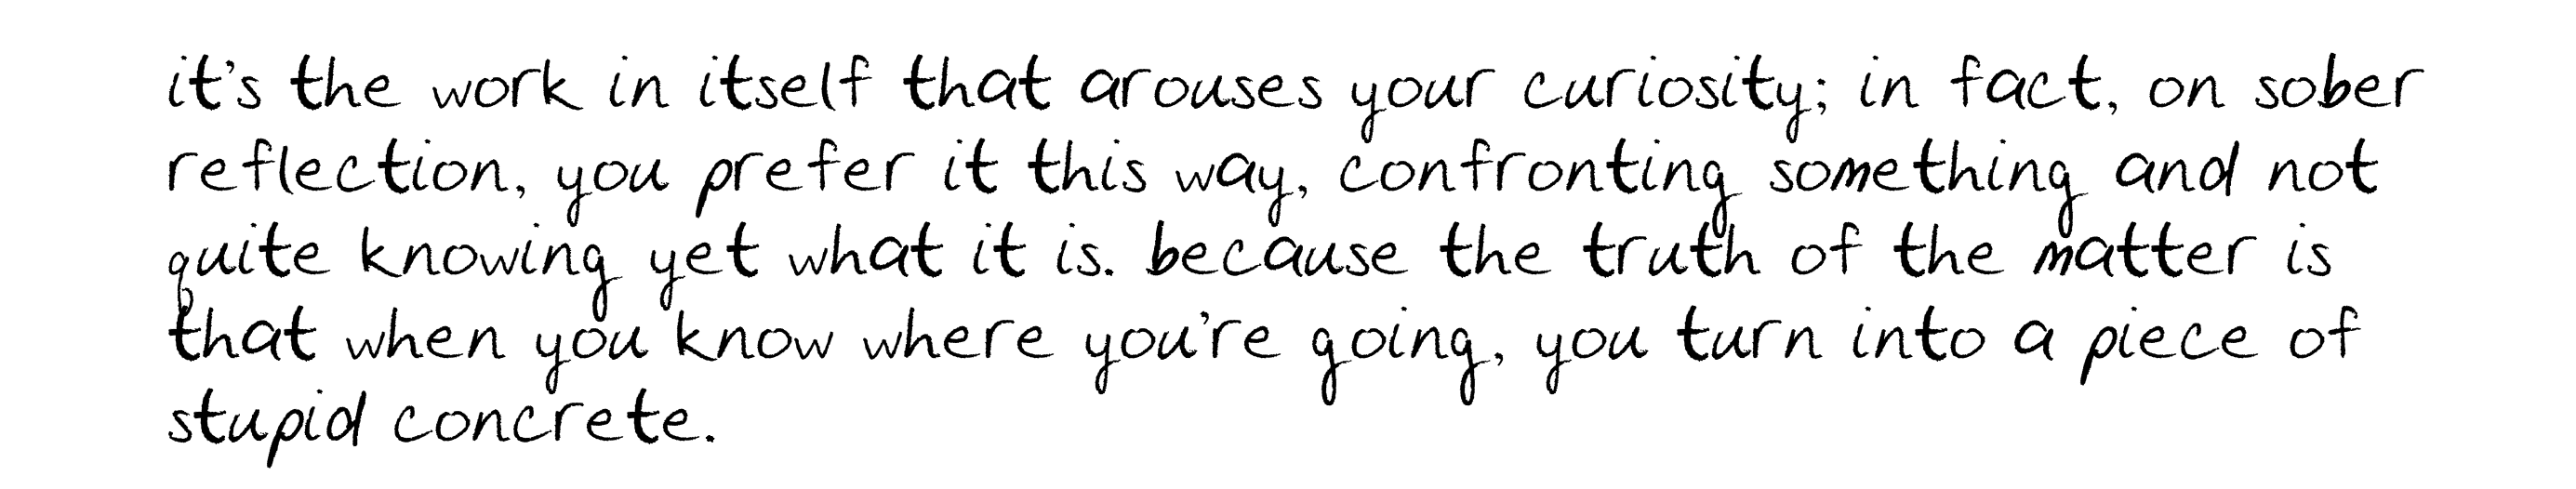 it's the work in itself that arouses your curiosity; in fact, on sober
reflection, you prefer it this way, confronting something and not
quite knowing yet what it is. because the truth of the matter is
that when you know where you're going, you turn into a piece of
stupid concrete.